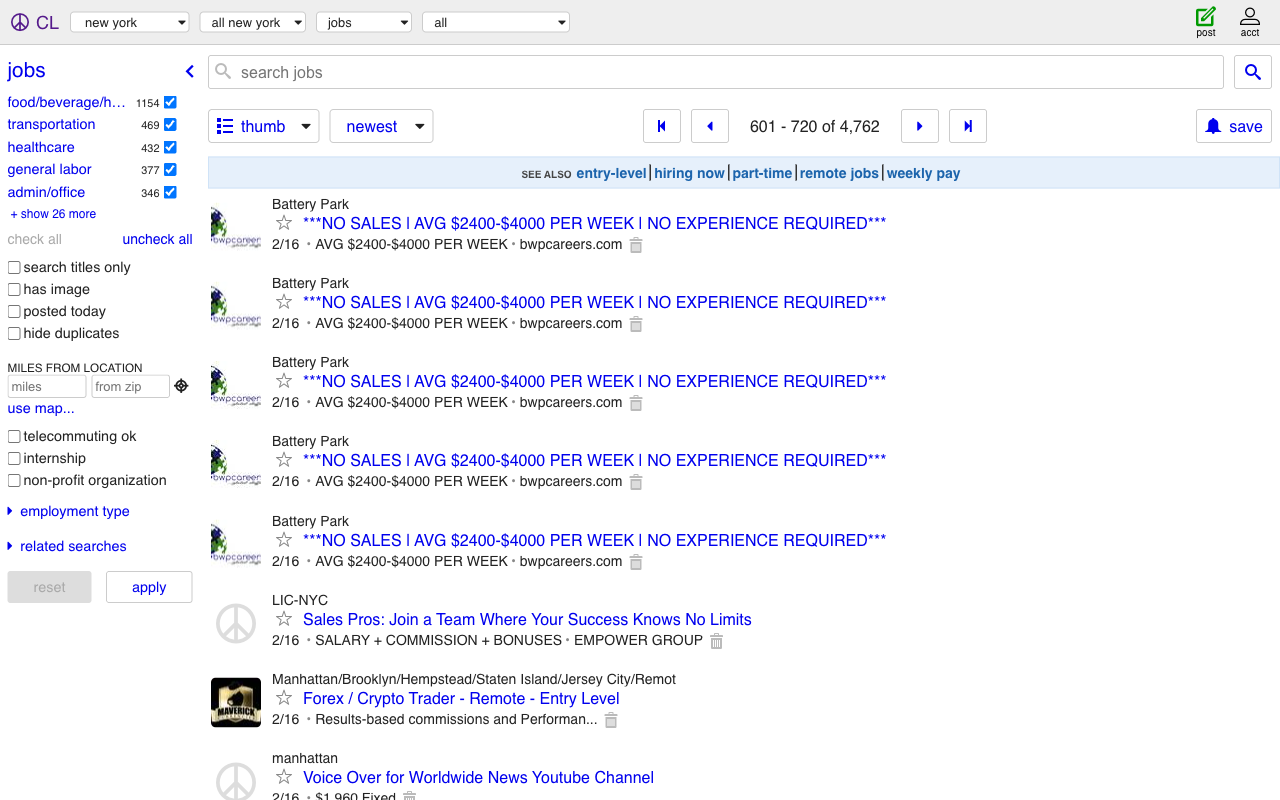 CL new york all new york jobs all post acct
jobs
food/beverage/h... 1154
transportation 469
healthcare 432
general labor 377
admin/office 346
+ show 26 more
check all uncheck all
search titles only
has image
posted today
hide duplicates
MILES FROM LOCATION
miles from zip
use map...
telecommuting ok
internship
non-profit organization
employment type
related searches
reset apply
search jobs
thumb newest 601 - 720 of 4,762 save
SEE ALSO entry-level | hiring now | part-time | remote jobs | weekly pay
Battery Park
***NO SALES | AVG $2400-$4000 PER WEEK | NO EXPERIENCE REQUIRED***
2/16 · AVG $2400-$4000 PER WEEK · bwpcareers.com
Battery Park
***NO SALES | AVG $2400-$4000 PER WEEK | NO EXPERIENCE REQUIRED***
2/16 · AVG $2400-$4000 PER WEEK · bwpcareers.com
Battery Park
***NO SALES | AVG $2400-$4000 PER WEEK | NO EXPERIENCE REQUIRED***
2/16 · AVG $2400-$4000 PER WEEK · bwpcareers.com
Battery Park
***NO SALES | AVG $2400-$4000 PER WEEK | NO EXPERIENCE REQUIRED***
2/16 · AVG $2400-$4000 PER WEEK · bwpcareers.com
Battery Park
***NO SALES | AVG $2400-$4000 PER WEEK | NO EXPERIENCE REQUIRED***
2/16 · AVG $2400-$4000 PER WEEK · bwpcareers.com
LIC-NYC
Sales Pros: Join a Team Where Your Success Knows No Limits
2/16 · SALARY + COMMISSION + BONUSES · EMPOWER GROUP
Manhattan/Brooklyn/Hempstead/Staten Island/Jersey City/Remot
MAVERICK
Forex / Crypto Trader - Remote - Entry Level
2/16 · Results-based commissions and Performan...
manhattan
Voice Over for Worldwide News Youtube Channel
2/16 · $1,960 Fixed